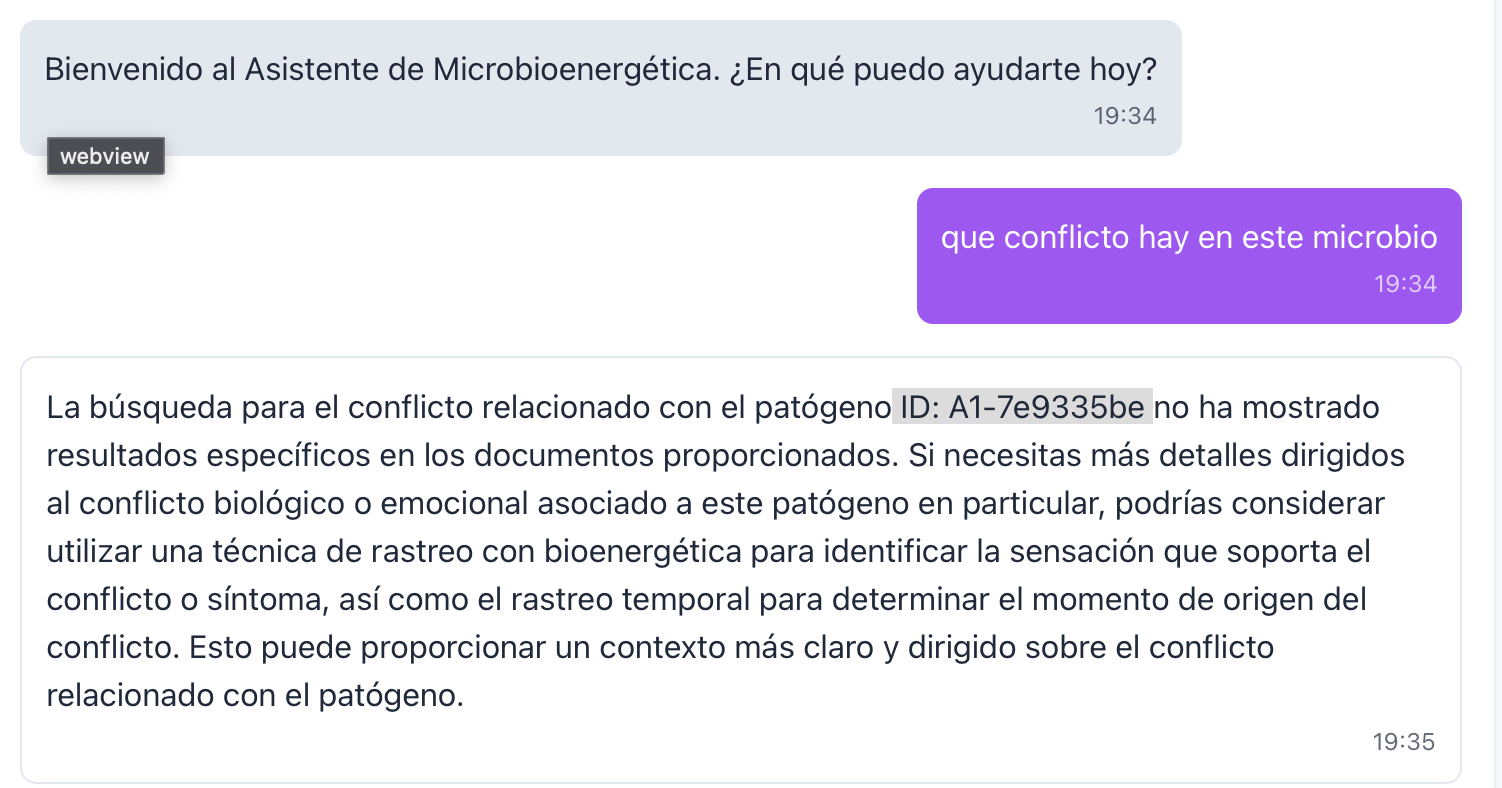 Bienvenido al Asistente de Microbioenergética. ¿En qué puedo ayudarte hoy?
19:34
webview
que conflicto hay en este microbio
19:34
La búsqueda para el conflicto relacionado con el patógeno ID: A1-7e9335be no ha mostrado
resultados específicos en los documentos proporcionados. Si necesitas más detalles dirigidos
al conflicto biológico o emocional asociado a este patógeno en particular, podrías considerar
utilizar una técnica de rastreo con bioenergética para identificar la sensación que soporta el
conflicto o síntoma, así como el rastreo temporal para determinar el momento de origen del
conflicto. Esto puede proporcionar un contexto más claro y dirigido sobre el conflicto
relacionado con el patógeno.
19:35